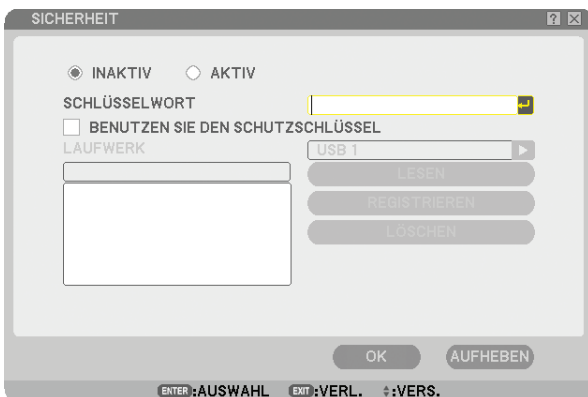 SICHERHEIT
INAKTIV AKTIV
SCHLÜSSELWORT
BENUTZEN SIE DEN SCHUTZSCHLÜSSEL
LAUFWERK USB 1
LESEN
REGISTRIEREN
LÖSCHEN
OK AUFHEBEN
ENTER:AUSWAHL EXIT:VERL. :VERS.